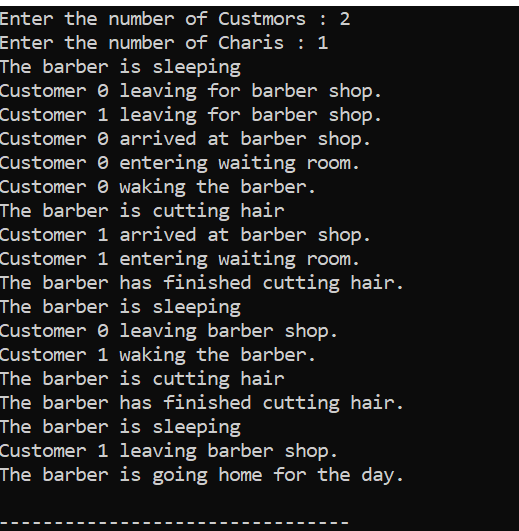 Enter the number of Custmors : 2
Enter the number of Charis : 1
The barber is sleeping
Customer 0 leaving for barber shop.
Customer 1 leaving for barber shop.
Customer 0 arrived at barber shop.
Customer 0 entering waiting room.
Customer 0 waking the barber.
The barber is cutting hair
Customer 1 arrived at barber shop.
Customer 1 entering waiting room.
The barber has finished cutting hair.
The barber is sleeping
Customer 0 leaving barber shop.
Customer 1 waking the barber.
The barber is cutting hair
The barber has finished cutting hair.
The barber is sleeping
Customer 1 leaving barber shop.
The barber is going home for the day.
--------------------------------